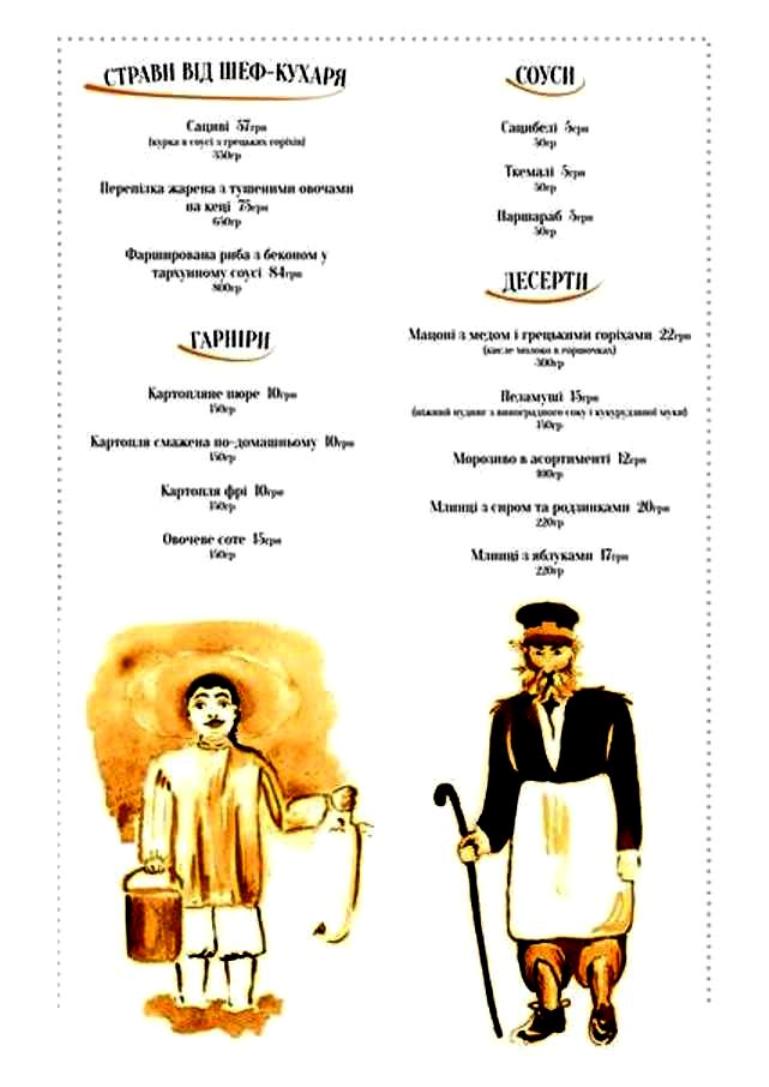 СТРАВИ ВІД ШЕФ-КУХАРЯ
Сациві 57грн
(курка в соусі з грецьких горіхів)
350гр
Перепілка жарена з тушеними овочами
на кеці 75грн
650гр
Фарширована риба з беконом у
тархунному соусі 84грн
800гр
ГАРНІРИ
Картопляне пюре 10грн
150гр
Картопля смажена по-домашньому 10грн
150гр
Картопля фрі 10грн
150гр
Овочеве соте 15грн
150гр
СОУСИ
Сацибелі 5грн
50гр
Ткемалі 5грн
50гр
Наршараб 5грн
50гр
ДЕСЕРТИ
Мацоні з медом і грецькими горіхами 22грн
(кисле молоко в горщочках)
300гр
Пеламуші 15грн
(ніжний пудинг з виноградного соку і кукурудзяної муки)
150гр
Морозиво в асортименті 12грн
100гр
Млинці з сиром та родзинками 20грн
220гр
Млинці з яблуками 17грн
220гр